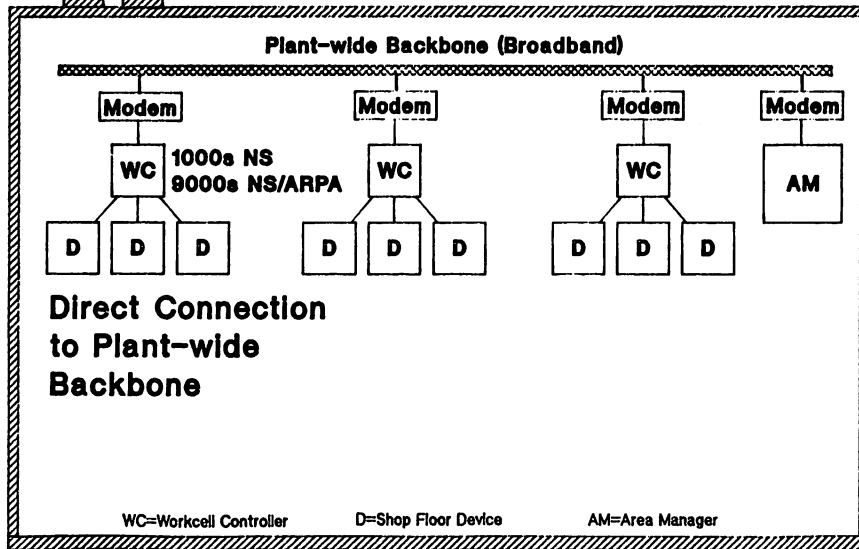 Plant-wide Backbone (Broadband)
Modem Modem Modem Modem
WC 1000s NS
9000s NS/ARPA
WC WC AM
D D D D D D D D D
Direct Connection
to Plant-wide
Backbone
WC=Workcell Controller D=Shop Floor Device AM=Area Manager